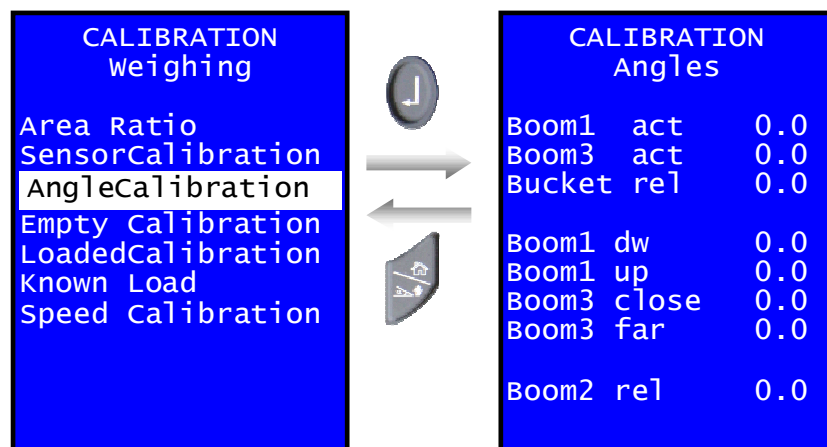 CALIBRATION
Weighing
Area Ratio
SensorCalibration
AngleCalibration
Empty Calibration
LoadedCalibration
Known Load
Speed Calibration
CALIBRATION
Angles
Boom1 act 0.0
Boom3 act 0.0
Bucket rel 0.0
Boom1 dw 0.0
Boom1 up 0.0
Boom3 close 0.0
Boom3 far 0.0
Boom2 rel 0.0